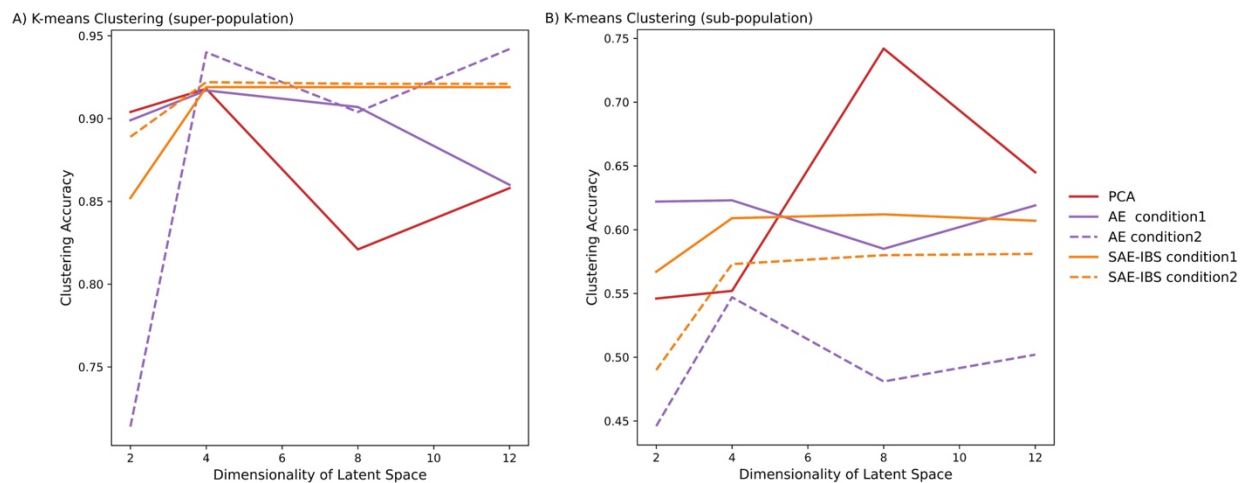 A) K-means Clustering (super-population)
0.95
0.90
0.85
0.80
0.75
Clustering Accuracy
2 4 6 8 10 12
Dimensionality of Latent Space
B) K-means Clustering (sub-population)
0.75
0.70
0.65
0.60
0.55
0.50
0.45
Clustering Accuracy
2 4 6 8 10 12
Dimensionality of Latent Space
PCA
AE  condition1
AE condition2
SAE-IBS condition1
SAE-IBS condition2